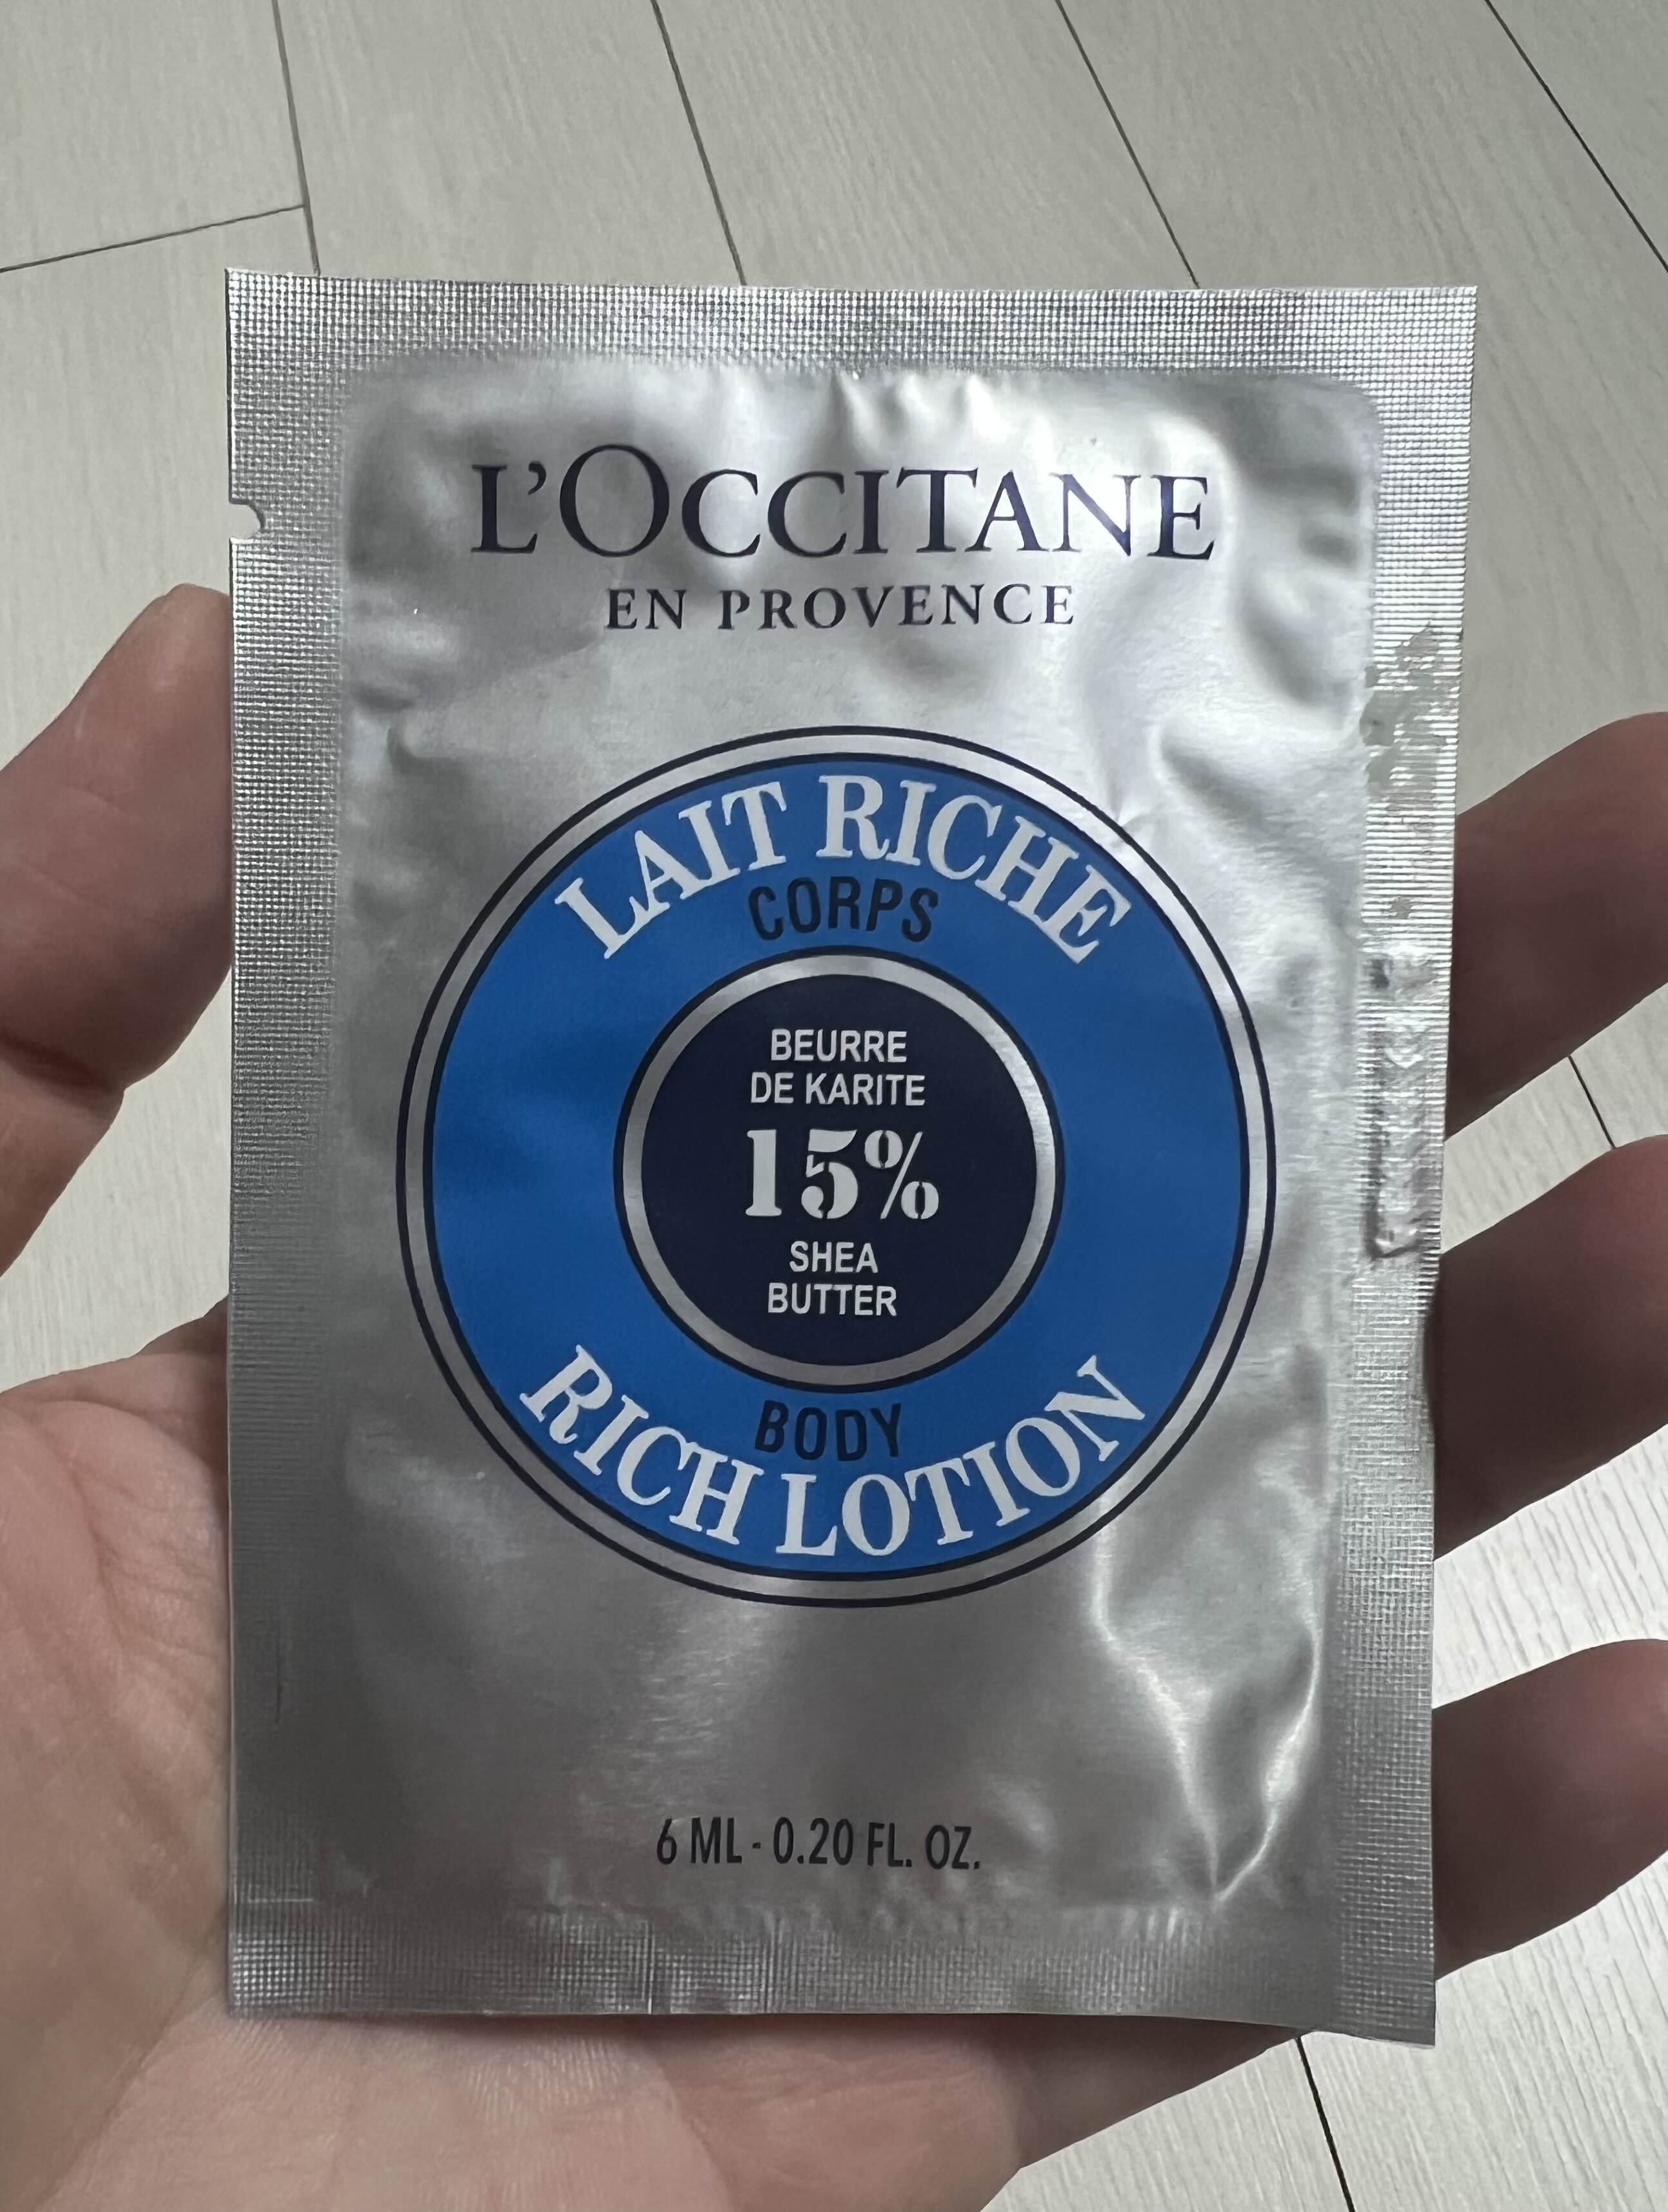 L'OCCITANE
EN PROVENCE
LAIT RICHE
CORPS
BEURRE
DE KARITE
15%
SHEA
BUTTER
BODY
RICH LOTION
6 ML - 0.20 FL. OZ.